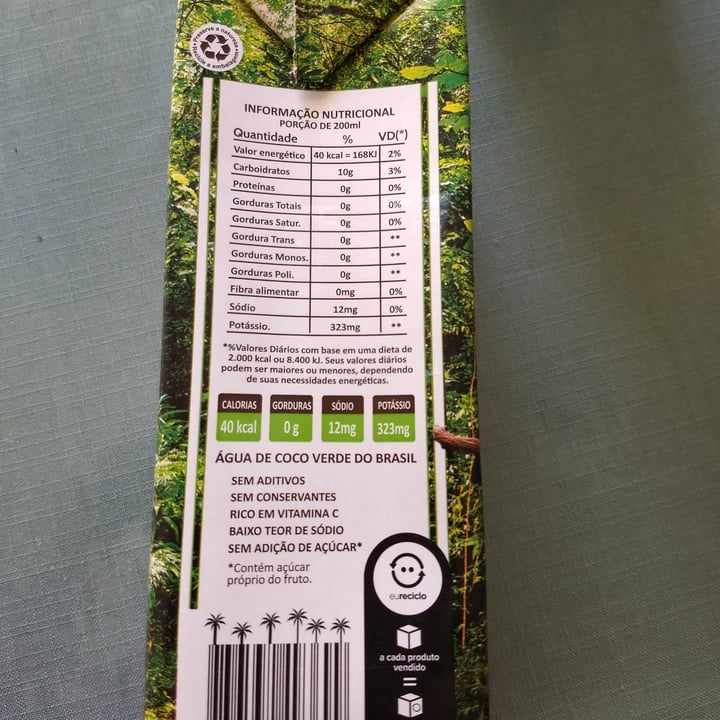 Preserve a natureza
Recicle a embalagem
INFORMAÇÃO NUTRICIONAL
PORÇÃO DE 200ml
Quantidade % VD(*)
Valor energético 40 kcal = 168KJ 2%
Carboidratos 10g 3%
Proteínas 0g 0%
Gorduras Totais 0g 0%
Gorduras Satur. 0g 0%
Gordura Trans 0g **
Gorduras Monos. 0g **
Gorduras Poli. 0g **
Fibra alimentar 0mg 0%
Sódio 12mg 0%
Potássio. 323mg **
*%Valores Diários com base em uma dieta de
2.000 kcal ou 8.400 kJ. Seus valores diários
podem ser maiores ou menores, dependendo
de suas necessidades energéticas.
CALORIAS GORDURAS SÓDIO POTÁSSIO
40 kcal 0 g 12mg 323mg
ÁGUA DE COCO VERDE DO BRASIL
SEM ADITIVOS
SEM CONSERVANTES
RICO EM VITAMINA C
BAIXO TEOR DE SÓDIO
SEM ADIÇÃO DE AÇÚCAR*
*Contém açúcar
próprio do fruto.
eureciclo
a cada produto
vendido
=